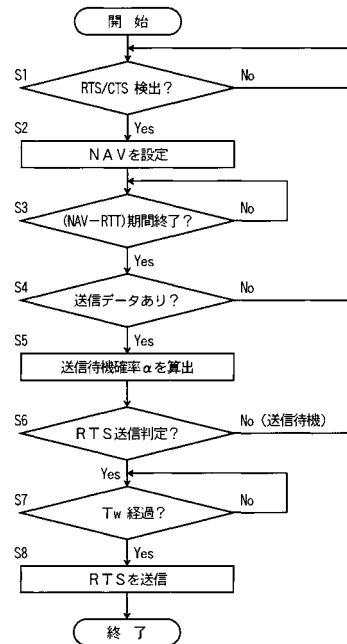 開 始
S1
RTS/CTS 検出？
No
Yes
S2
ＮＡＶを設定
S3
(NAV－RTT)期間終了？
No
Yes
S4
送信データあり？
No
Yes
S5
送信待機確率αを算出
S6
ＲＴＳ送信判定？
No（送信待機）
Yes
S7
Ｔw 経過？
No
Yes
S8
ＲＴＳを送信
終 了